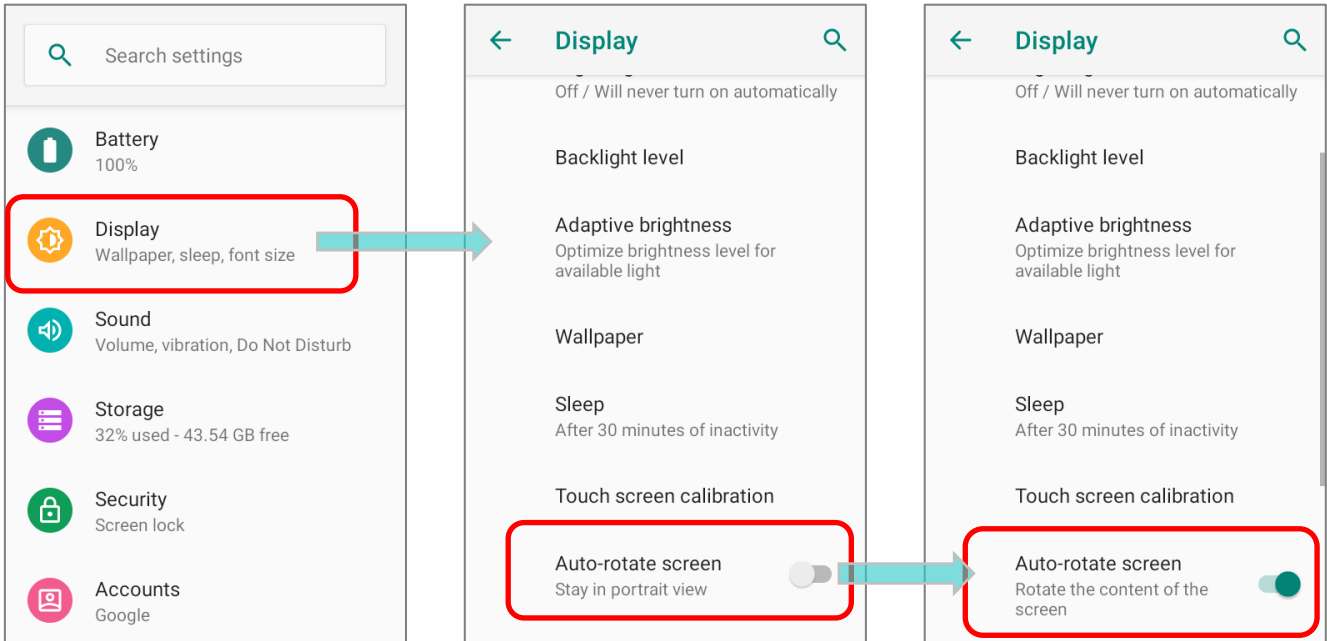 Search settings
Battery
100%
Display
Wallpaper, sleep, font size
Sound
Volume, vibration, Do Not Disturb
Storage
32% used - 43.54 GB free
Security
Screen lock
Accounts
Google
Display
Off / Will never turn on automatically
Backlight level
Adaptive brightness
Optimize brightness level for
available light
Wallpaper
Sleep
After 30 minutes of inactivity
Touch screen calibration
Auto-rotate screen
Stay in portrait view
Display
Off / Will never turn on automatically
Backlight level
Adaptive brightness
Optimize brightness level for
available light
Wallpaper
Sleep
After 30 minutes of inactivity
Touch screen calibration
Auto-rotate screen
Rotate the content of the
screen